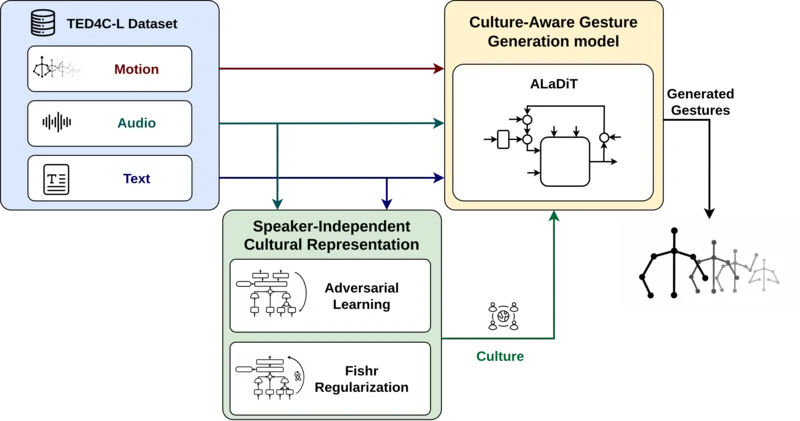 TED4C-L Dataset
Motion
Audio
Text
Culture-Aware Gesture
Generation model
ALaDiT
Generated
Gestures
Speaker-Independent
Cultural Representation
Adversarial
Learning
Fishr
Regularization
Culture